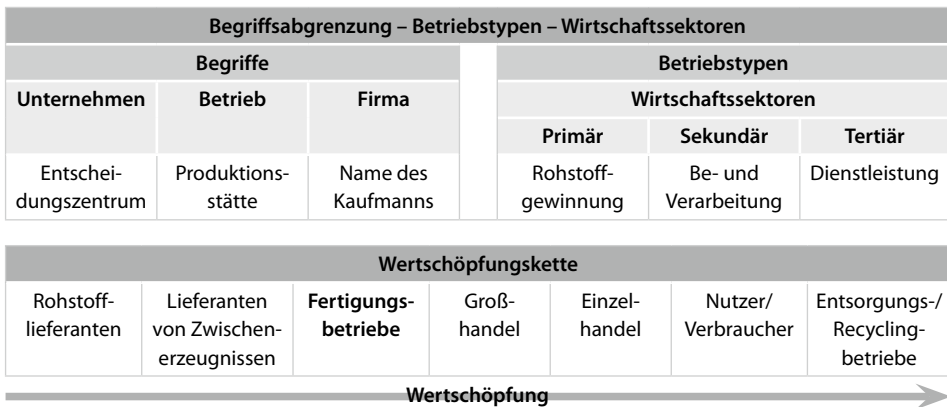 Begriffsabgrenzung – Betriebstypen – Wirtschaftssektoren
Begriffe Betriebstypen
Unternehmen Betrieb Firma Wirtschaftssektoren
Primär Sekundär Tertiär
Entschei- Produktions- Name des Rohstoff- Be- und Dienstleistung
dungszentrum stätte Kaufmanns gewinnung Verarbeitung
Wertschöpfungskette
Rohstoff- Lieferanten Fertigungs- Groß- Einzel- Nutzer/ Entsorgungs-/
lieferanten von Zwischen- betriebe handel handel Verbraucher Recycling-
erzeugnissen betriebe
Wertschöpfung